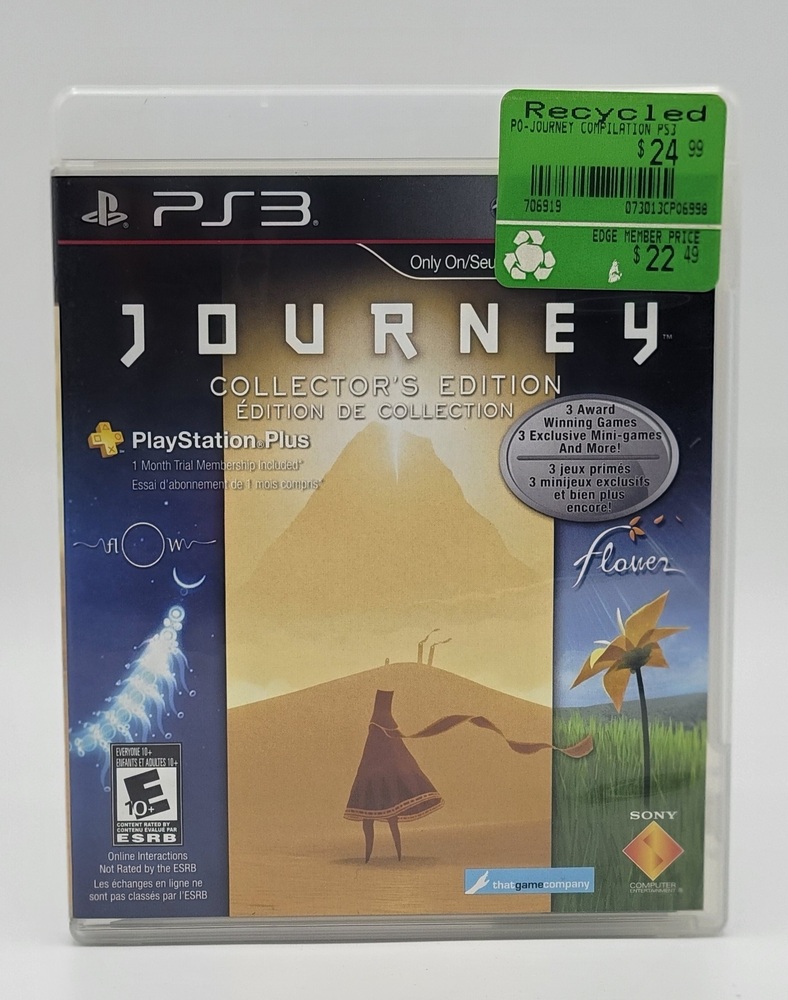 Recycled
PO-JOURNEY COMPILATION PS3
$24 99
706919 073013CP06998
EDGE MEMBER PRICE
$22 49
PS3
Only On/Seu
JOURNEY™
COLLECTOR'S EDITION
ÉDITION DE COLLECTION
PlayStation®Plus
1 Month Trial Membership Included*
Essai d'abonnement de 1 mois compris*
3 Award
Winning Games
3 Exclusive Mini-games
And More!
3 jeux primés
3 minijeux exclusifs
et bien plus
encore!
flOw
flower
EVERYONE 10+
ENFANTS ET ADULTES 10+
E
10+
CONTENT RATED BY
CONTENU ÉVALUÉ PAR
ESRB
Online Interactions
Not Rated by the ESRB
Les échanges en ligne ne
sont pas classés par l'ESRB
thatgamecompany
SONY
COMPUTER
ENTERTAINMENT®